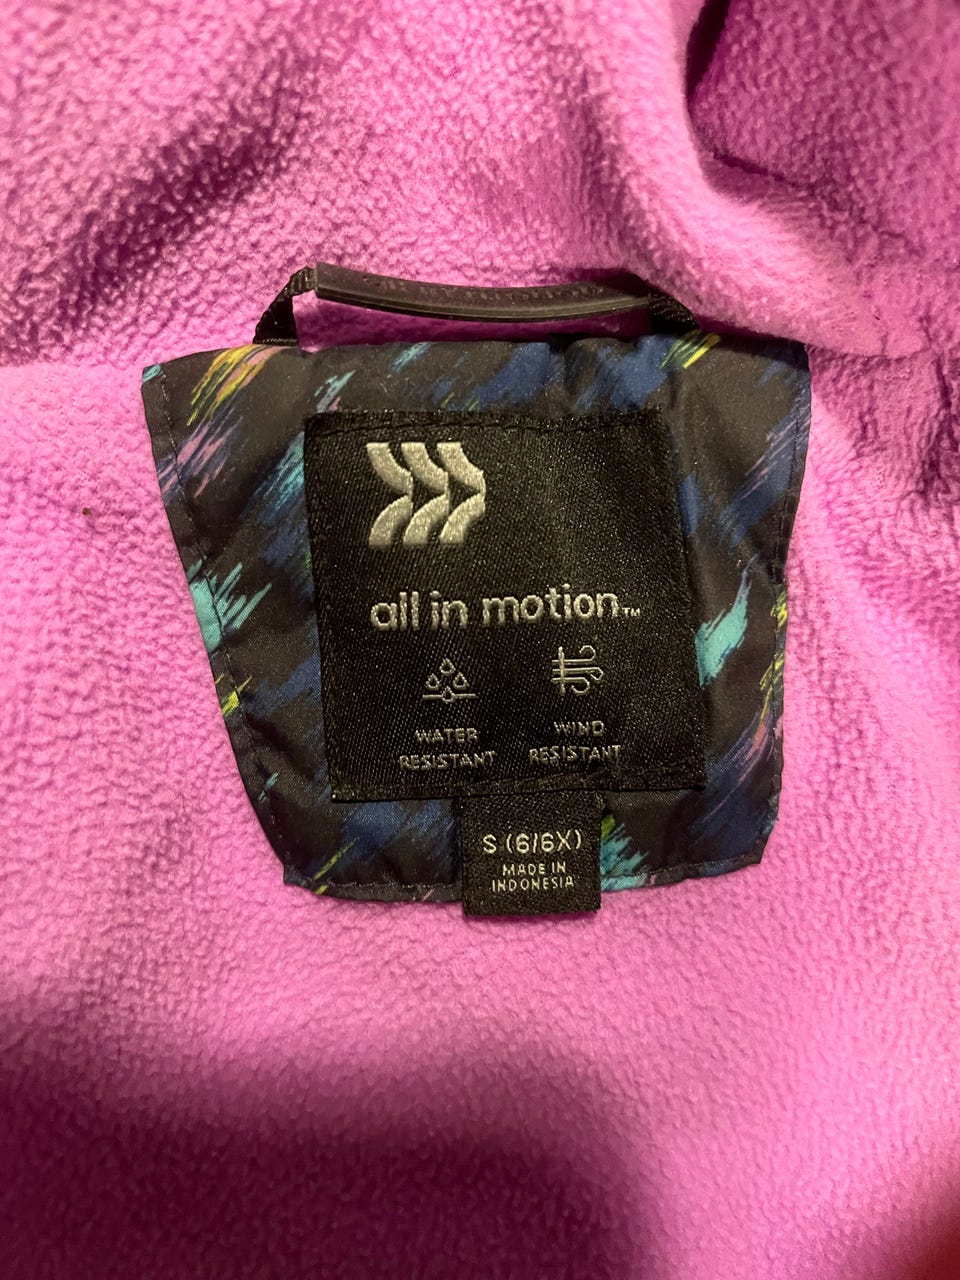 all in motion™
WATER
RESISTANT
WIND
RESISTANT
S (6/6X)
MADE IN
INDONESIA